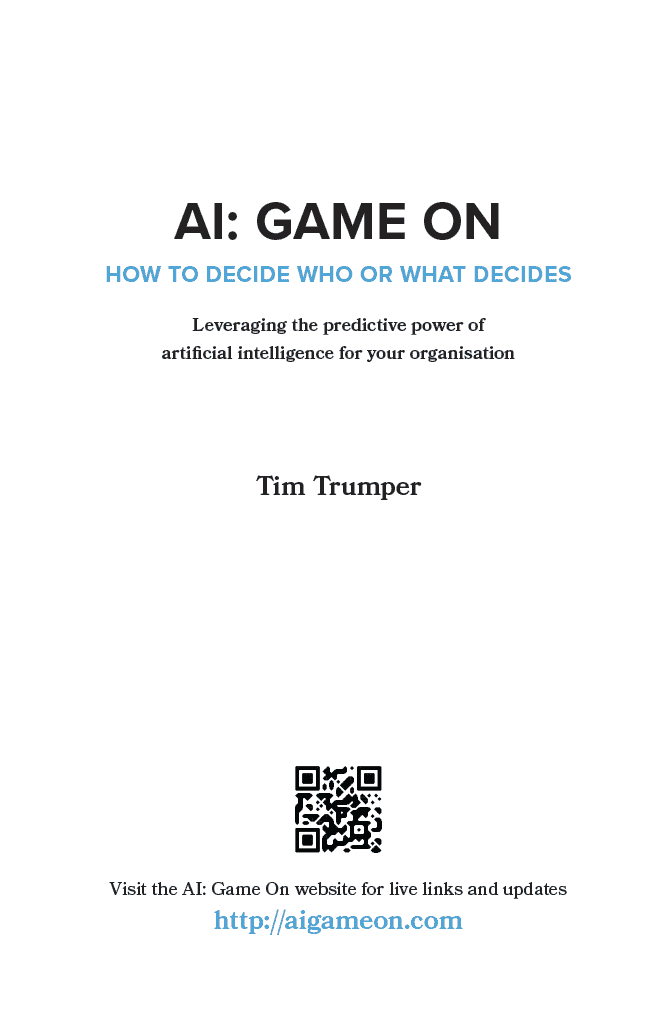 AI: GAME ON
HOW TO DECIDE WHO OR WHAT DECIDES
Leveraging the predictive power of
artificial intelligence for your organisation
Tim Trumper
Visit the AI: Game On website for live links and updates
http://aigameon.com